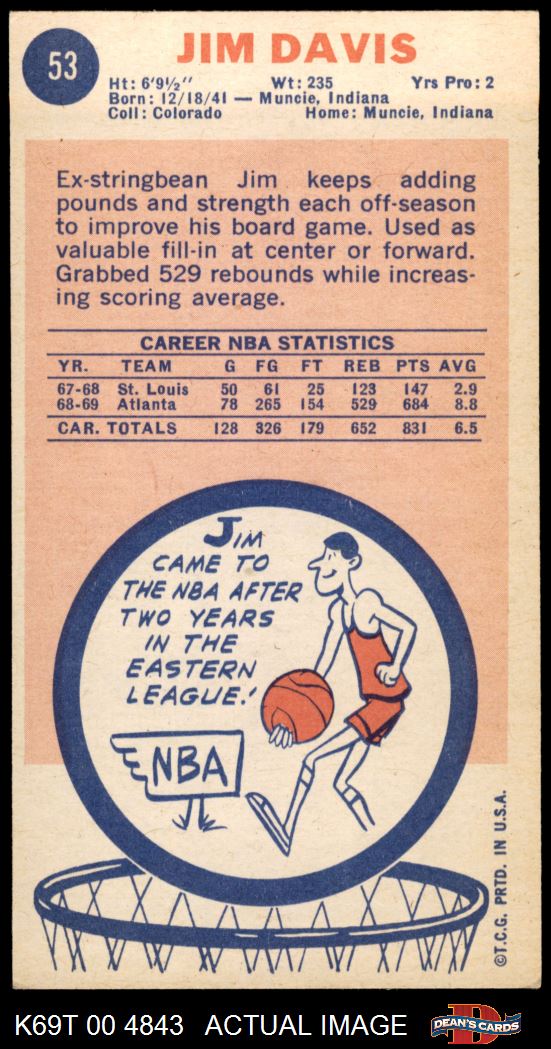 53
JIM DAVIS
Ht: 6'9½" Wt: 235 Yrs Pro: 2
Born: 12/18/41 — Muncie, Indiana
Coll: Colorado Home: Muncie, Indiana
Ex-stringbean Jim keeps adding
pounds and strength each off-season
to improve his board game. Used as
valuable fill-in at center or forward.
Grabbed 529 rebounds while increas-
ing scoring average.
CAREER NBA STATISTICS
YR. TEAM G FG FT REB PTS AVG
67-68 St. Louis 50 61 25 123 147 2.9
68-69 Atlanta 78 265 154 529 684 8.8
CAR. TOTALS 128 326 179 652 831 6.5
JIM
CAME TO
THE NBA AFTER
TWO YEARS
IN THE
EASTERN
LEAGUE.'
NBA
©T.C.G. PRTD. IN U.S.A.
K69T 00 4843 ACTUAL IMAGE
D
DEAN'S CARDS